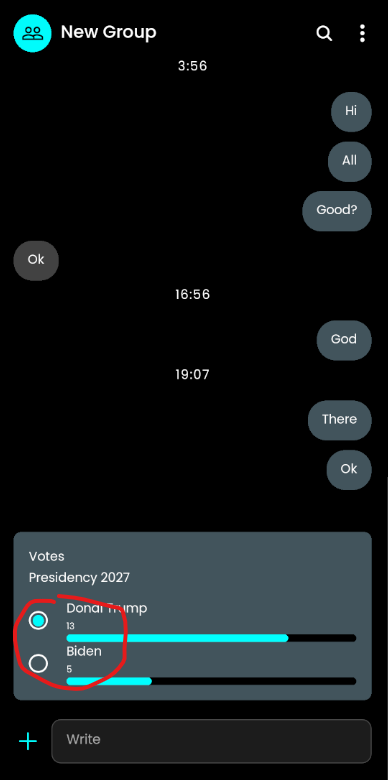 New Group
3:56
Hi
All
Good?
Ok
16:56
God
19:07
There
Ok
Votes
Presidency 2027
Donal Trump
13
Biden
5
Write